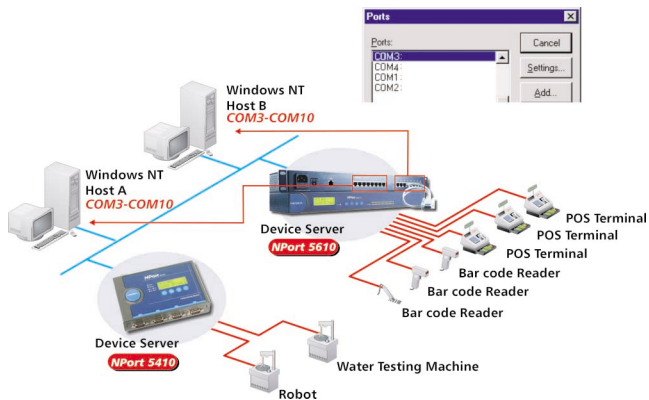 Ports
Ports:
COM3:
COM4:
COM1:
COM2:
Cancel
Settings...
Add...
Windows NT
Host B
COM3-COM10
Windows NT
Host A
COM3-COM10
Device Server
NPort 5610
POS Terminal
POS Terminal
POS Terminal
Bar code Reader
Bar code Reader
Bar code Reader
Device Server
NPort 5410
Water Testing Machine
Robot